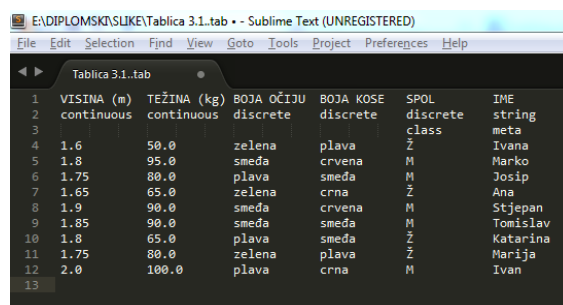 E:\DIPLOMSKI\SLIKE\Tablica 3.1..tab • - Sublime Text (UNREGISTERED)
File Edit Selection Find View Goto Tools Project Preferences Help
Tablica 3.1..tab
1 VISINA (m) TEŽINA (kg) BOJA OČIJU BOJA KOSE SPOL IME
2 continuous continuous discrete discrete discrete string
3 class meta
4 1.6 50.0 zelena plava Ž Ivana
5 1.8 95.0 smeđa crvena M Marko
6 1.75 80.0 plava smeđa M Josip
7 1.65 65.0 zelena crna Ž Ana
8 1.9 90.0 smeđa crvena M Stjepan
9 1.85 90.0 smeđa smeđa M Tomislav
10 1.8 65.0 plava smeđa Ž Katarina
11 1.75 80.0 zelena plava Ž Marija
12 2.0 100.0 plava crna M Ivan
13